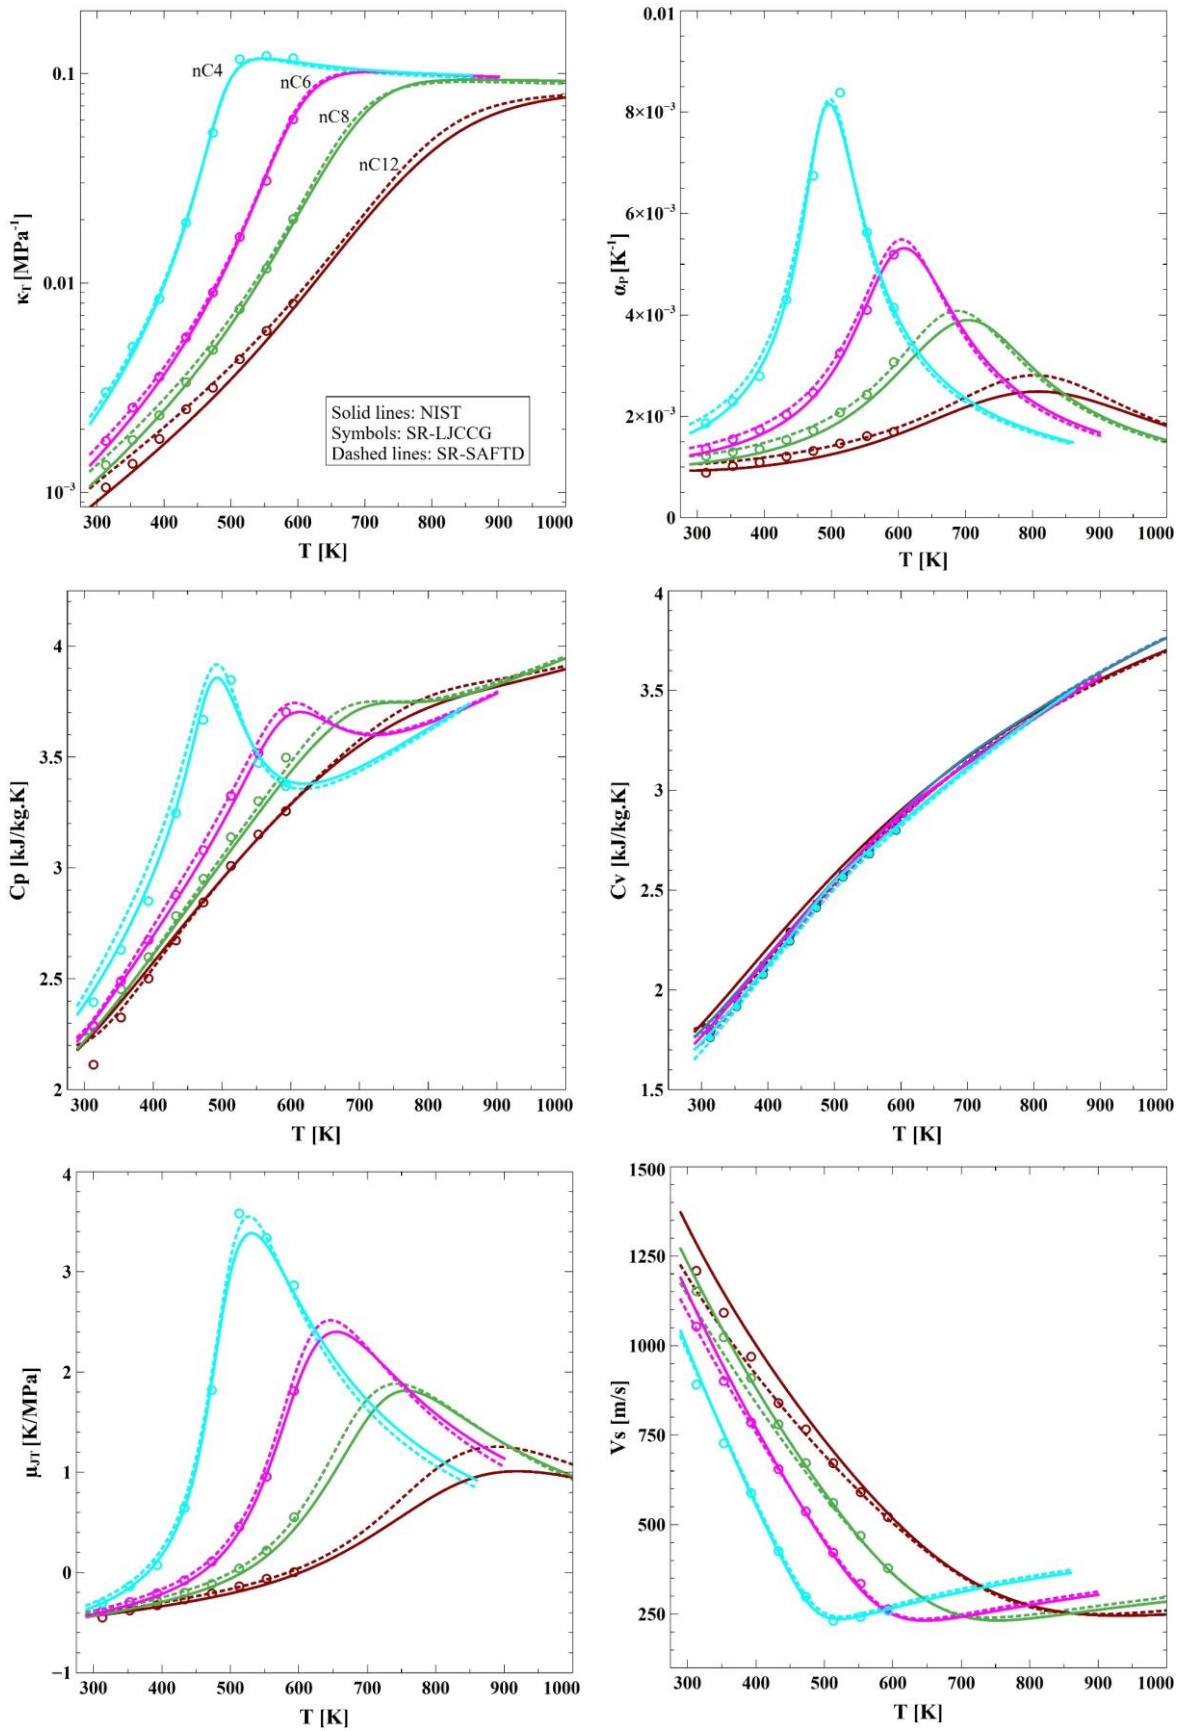 0.1
0.01
10⁻³
κT [MPa⁻¹]
nC4
nC6
nC8
nC12
Solid lines: NIST
Symbols: SR-LJCCG
Dashed lines: SR-SAFTD
300 400 500 600 700 800 900 1000
T [K]
0.01
8×10⁻³
6×10⁻³
4×10⁻³
2×10⁻³
0
αP [K⁻¹]
300 400 500 600 700 800 900 1000
T [K]
4
3.5
3
2.5
2
Cp [kJ/kg.K]
300 400 500 600 700 800 900 1000
T [K]
4
3.5
3
2.5
2
1.5
Cv [kJ/kg.K]
300 400 500 600 700 800 900 1000
T [K]
4
3
2
1
0
−1
μJT [K/MPa]
300 400 500 600 700 800 900 1000
T [K]
1500
1250
1000
750
500
250
Vs [m/s]
300 400 500 600 700 800 900 1000
T [K]